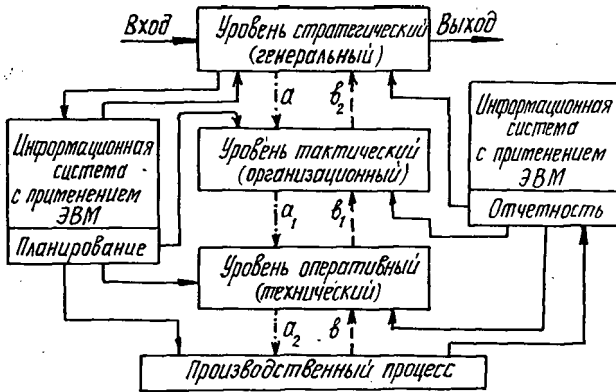 Вход
Уровень стратегический
(генеральный)
Выход
а
в₂
Информационная
система
с применением
ЭВМ
Планирование
Уровень тактический
(организационный)
Информационная
система
с применением
ЭВМ
Отчетность
а₁
в₁
Уровень оперативный
(технический)
а₂
в
Производственный процесс